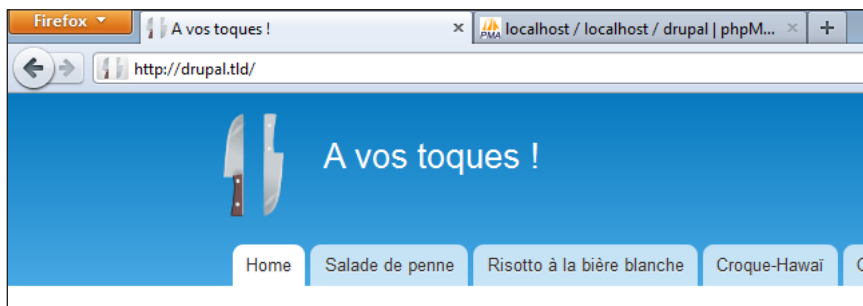 Firefox
A vos toques !
PMA localhost / localhost / drupal | phpM...
http://drupal.tld/
A vos toques !
Home
Salade de penne
Risotto à la bière blanche
Croque-Hawaï